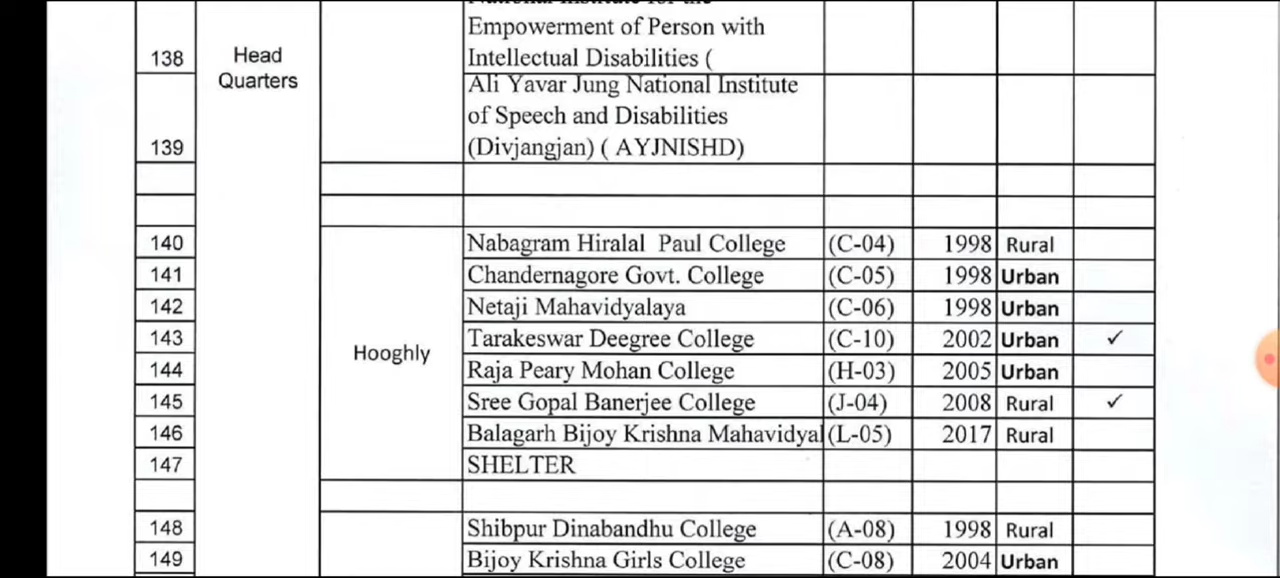 National Institute for the
Empowerment of Person with
138 Head Intellectual Disabilities (
Quarters
Ali Yavar Jung National Institute
of Speech and Disabilities
139 (Divjangjan) ( AYJNISHD)
140 Nabagram Hiralal Paul College (C-04) 1998 Rural
141 Chandernagore Govt. College (C-05) 1998 Urban
142 Netaji Mahavidyalaya (C-06) 1998 Urban
143 Tarakeswar Deegree College (C-10) 2002 Urban ✓
Hooghly
144 Raja Peary Mohan College (H-03) 2005 Urban
145 Sree Gopal Banerjee College (J-04) 2008 Rural ✓
146 Balagarh Bijoy Krishna Mahavidyal (L-05) 2017 Rural
147 SHELTER
148 Shibpur Dinabandhu College (A-08) 1998 Rural
149 Bijoy Krishna Girls College (C-08) 2004 Urban